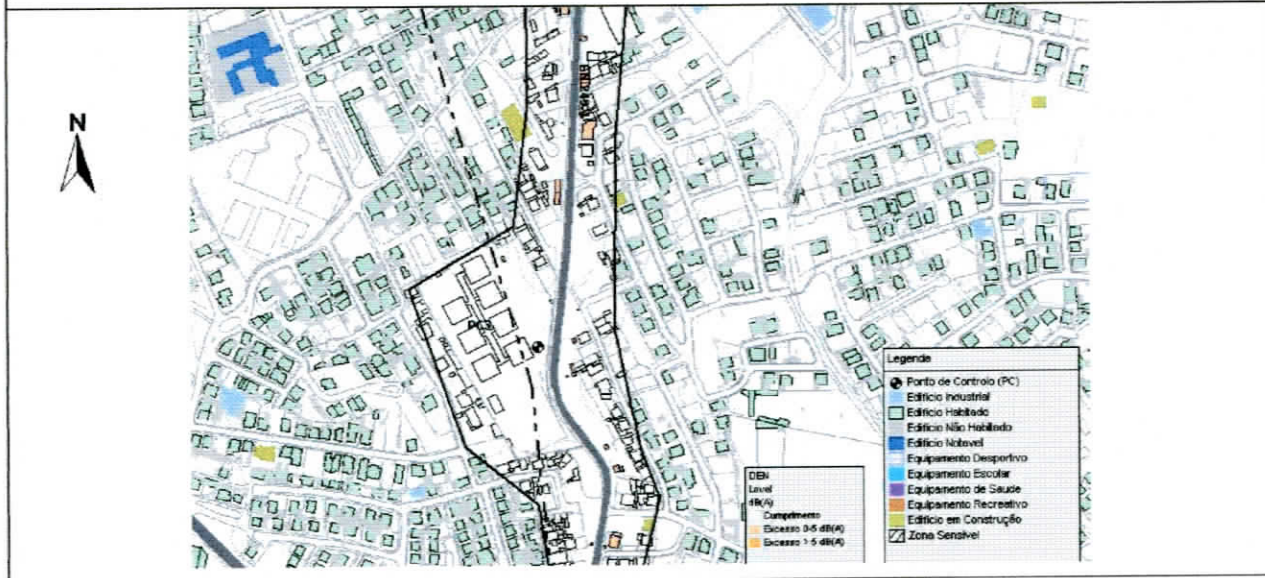 N
PC3
DEN
Level
dB(A)
Cumprimento
Excesso 0-5 dB(A)
Excesso > 5 dB(A)
Legenda
Ponto de Controlo (PC)
Edifício Industrial
Edifício Habitado
Edifício Não Habitado
Edifício Notável
Equipamento Desportivo
Equipamento Escolar
Equipamento de Saude
Equipamento Recreativo
Edifício em Construção
Zona Sensível